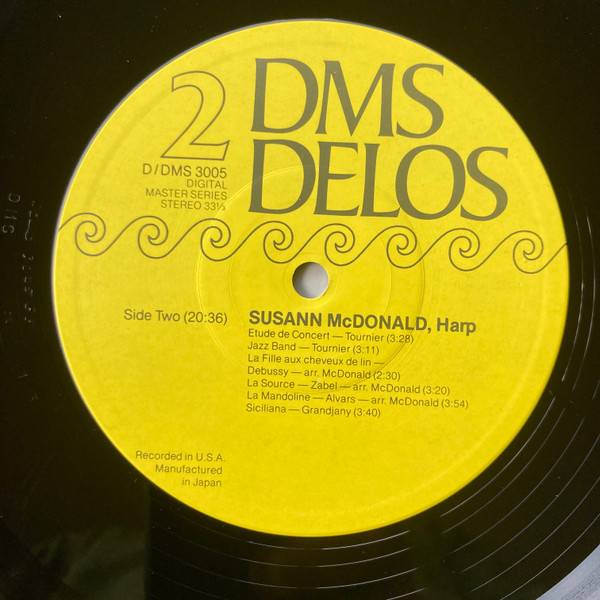 2
DMS
DELOS
D/DMS 3005
DIGITAL
MASTER SERIES
STEREO 33⅓
Side Two (20:36)
SUSANN McDONALD, Harp
Etude de Concert — Tournier (3:28)
Jazz Band — Tournier (3:11)
La Fille aux cheveux de lin —
Debussy — arr. McDonald (2:30)
La Source — Zabel — arr. McDonald (3:20)
La Mandoline — Alvars — arr. McDonald (3:54)
Siciliana — Grandjany (3:40)
Recorded in U.S.A.
Manufactured
in Japan